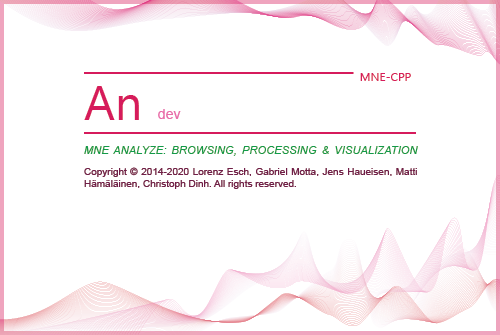 MNE-CPP
An dev
MNE ANALYZE: BROWSING, PROCESSING & VISUALIZATION
Copyright © 2014-2020 Lorenz Esch, Gabriel Motta, Jens Haueisen, Matti
Hämäläinen, Christoph Dinh. All rights reserved.